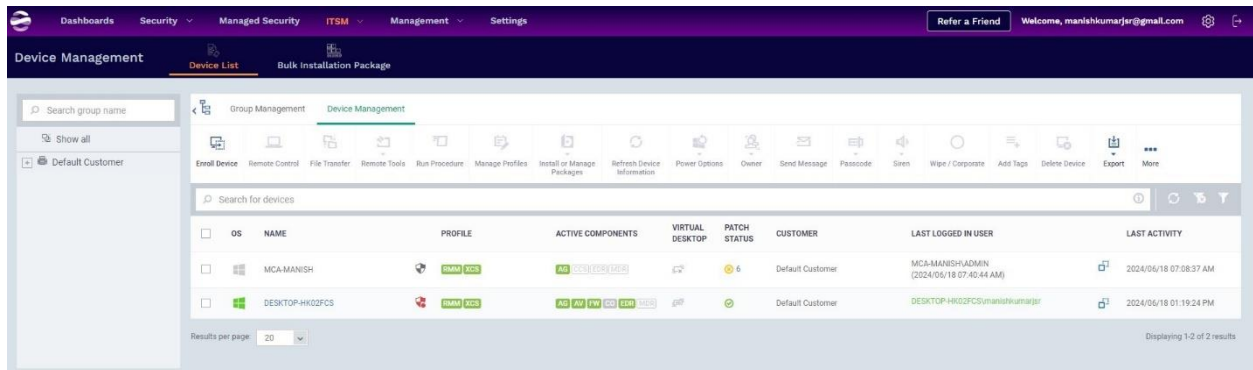 Dashboards Security Managed Security ITSM Management Settings Refer a Friend Welcome, manishkumarjsr@gmail.com
Device Management Device List Bulk Installation Package
Search group name
Show all
Default Customer
Group Management Device Management
Enroll Device Remote Control File Transfer Remote Tools Run Procedure Manage Profiles Install or Manage Packages Refresh Device Information Power Options Owner Send Message Passcode Siren Wipe / Corporate Add Tags Delete Device Export More
Search for devices
OS NAME PROFILE ACTIVE COMPONENTS VIRTUAL DESKTOP PATCH STATUS CUSTOMER LAST LOGGED IN USER LAST ACTIVITY
MCA-MANISH RMM XCS AG CCS EDR MDR 6 Default Customer MCA-MANISH\ADMIN (2024/06/18 07:40:44 AM) 2024/06/18 07:08:37 AM
DESKTOP-HK02FCS RMM XCS AG AV FW CO EDR MDR Default Customer DESKTOP-HK02FCS\manishkumarjsr 2024/06/18 01:19:24 PM
Results per page: 20 Displaying 1-2 of 2 results